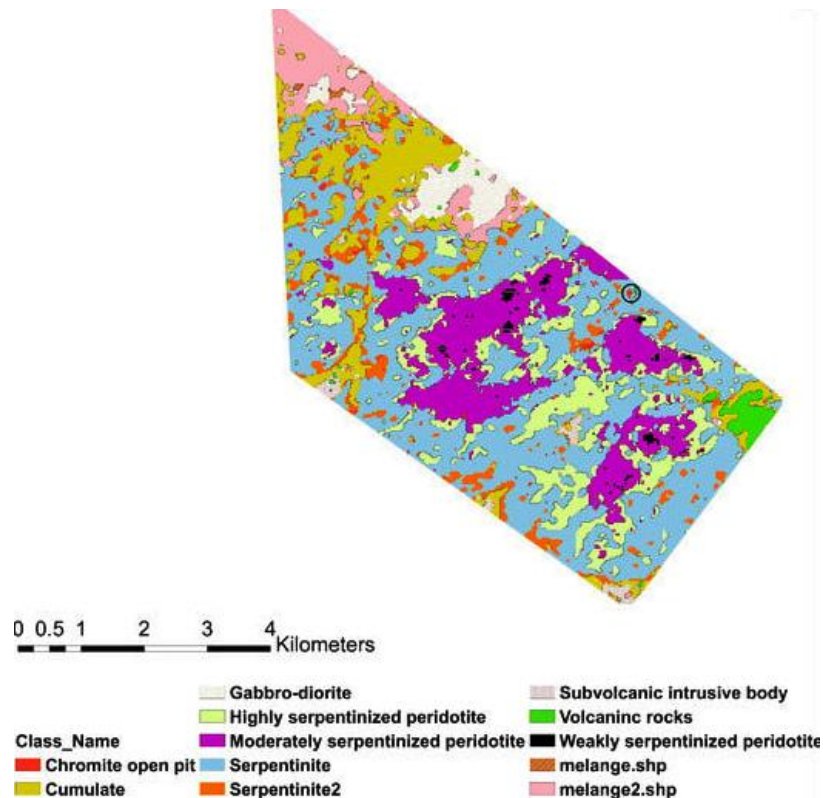 0 0.5 1 2 3 4
Kilometers
Class_Name
Chromite open pit
Cumulate
Gabbro-diorite
Highly serpentinized peridotite
Moderately serpentinized peridotite
Serpentinite
Serpentinite2
Subvolcanic intrusive body
Volcaninc rocks
Weakly serpentinized peridotite
melange.shp
melange2.shp